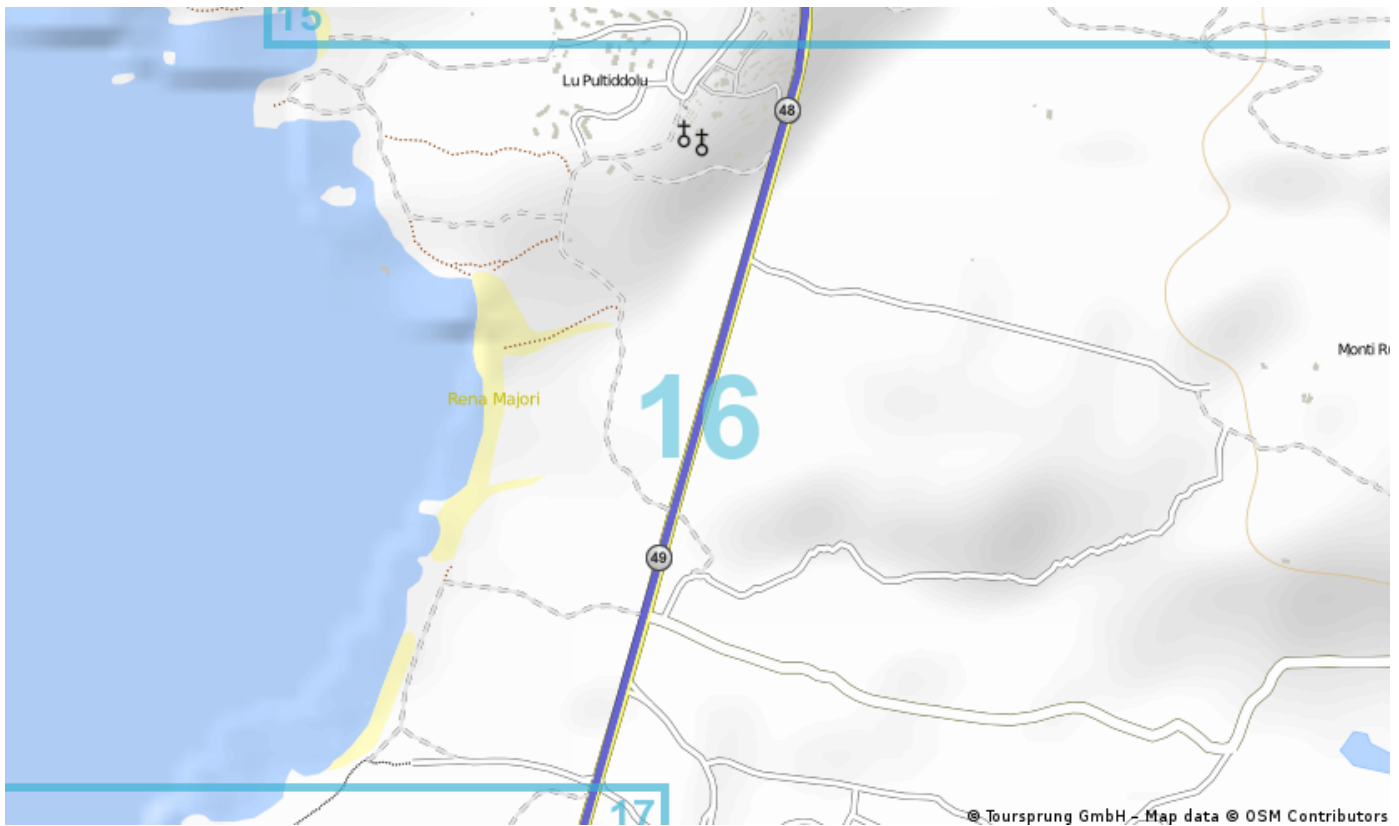 15
Lu Pultiddolu
48
Monti R
Rena Majori
16
49
17
© Toursprung GmbH – Map data © OSM Contributors